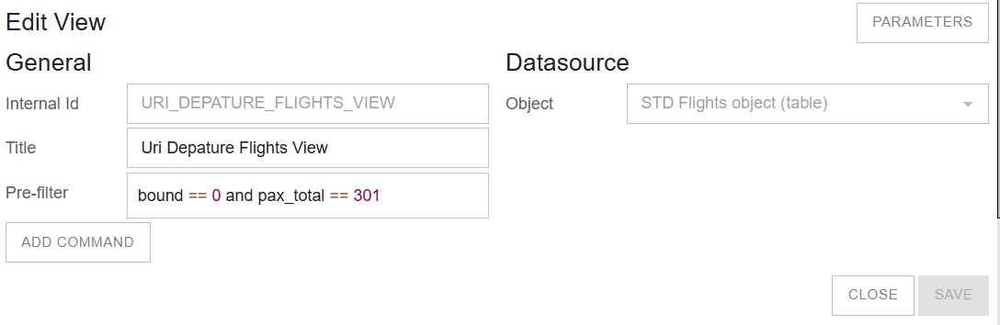 Edit View
PARAMETERS
General
Datasource
Internal Id
URI_DEPATURE_FLIGHTS_VIEW
Object
STD Flights object (table)
Title
Uri Depature Flights View
Pre-filter
bound == 0 and pax_total == 301
ADD COMMAND
CLOSE
SAVE